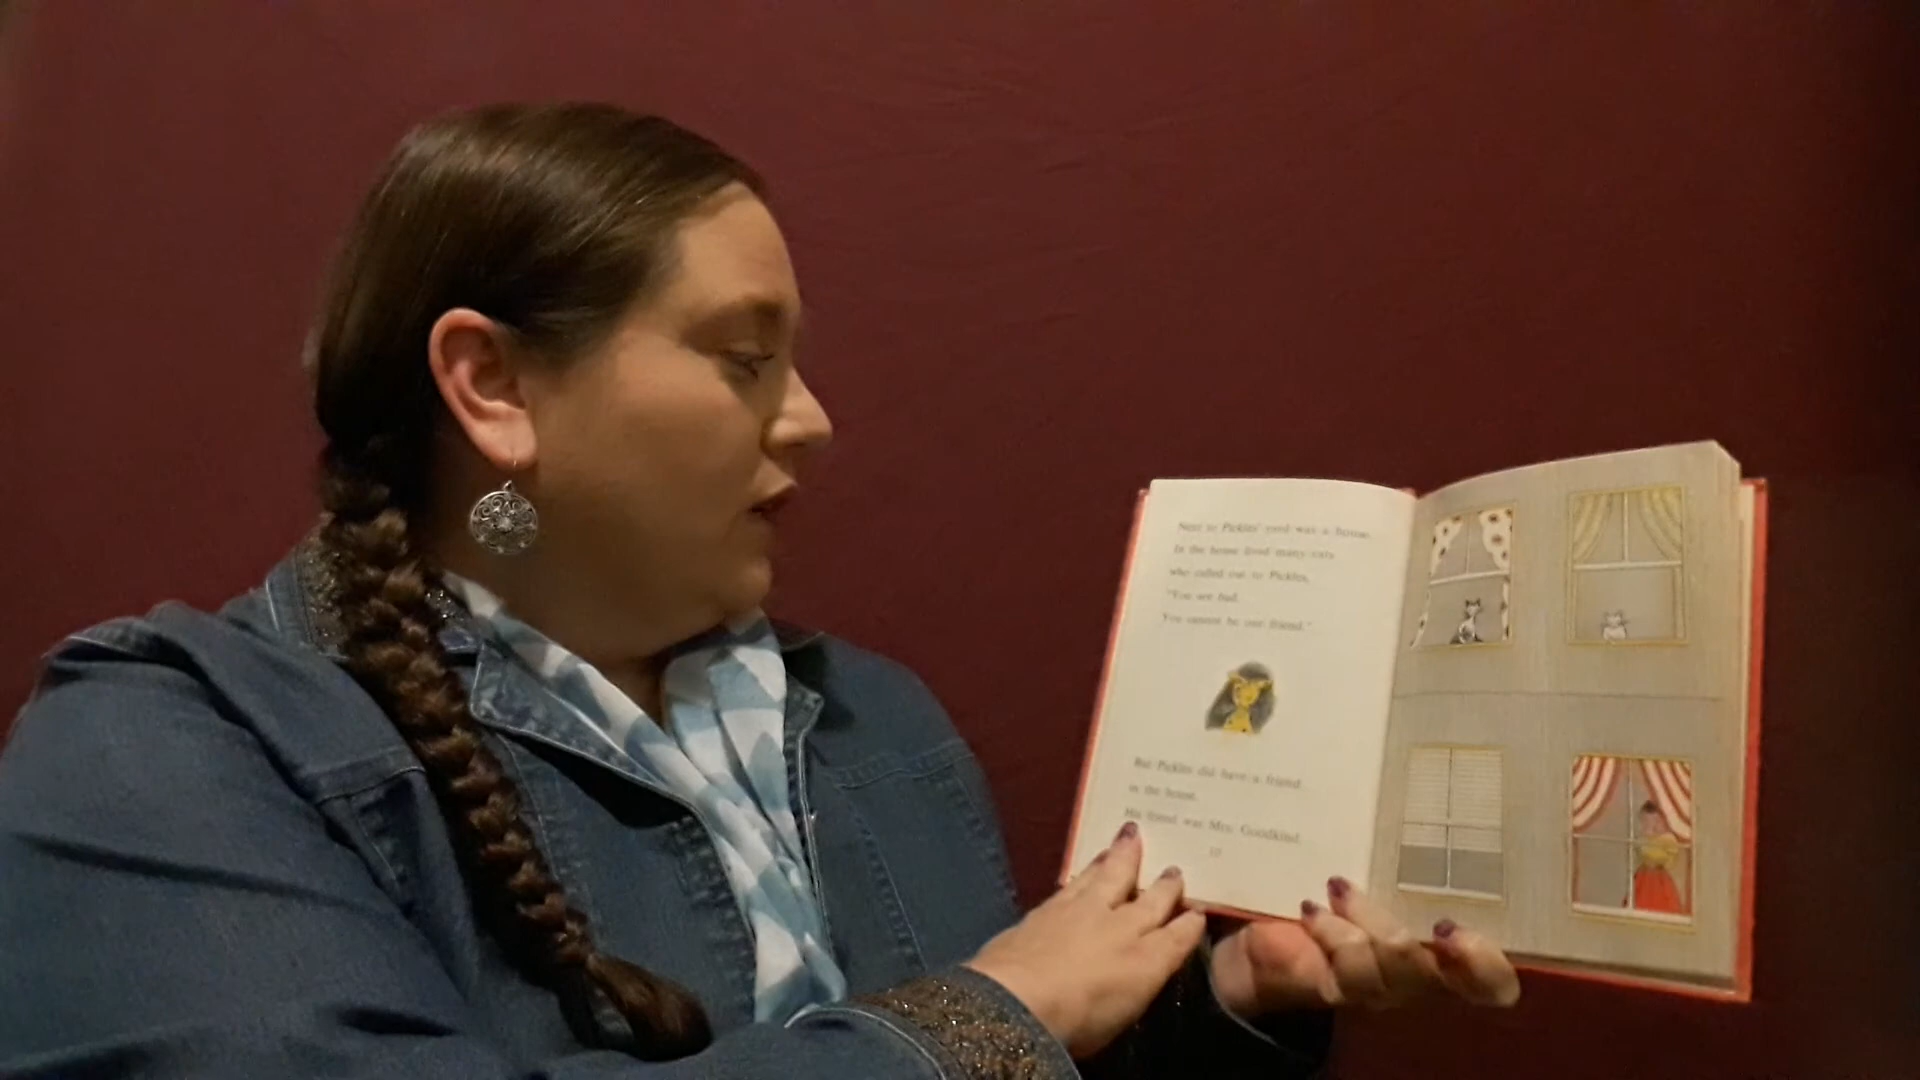 Next to Pickles' yard was a house.
In the house lived many cats
who called out to Pickles,
"You are bad.
You cannot be our friend."
But Pickles did have a friend
in the house.
His friend was Mrs. Goodkind.
10